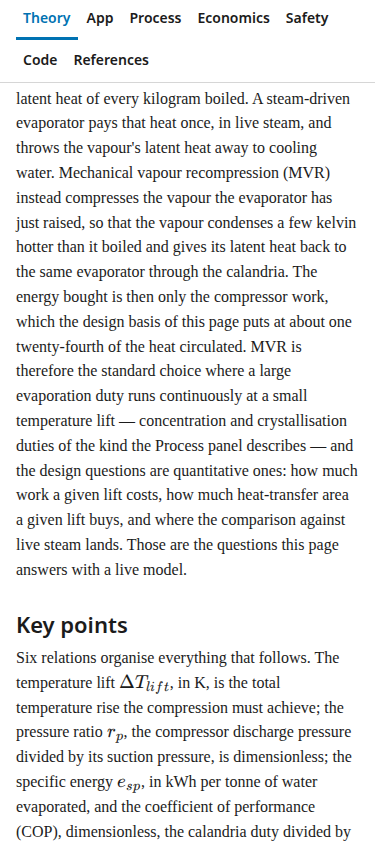 Theory App Process Economics Safety
Code References
latent heat of every kilogram boiled. A steam-driven
evaporator pays that heat once, in live steam, and
throws the vapour's latent heat away to cooling
water. Mechanical vapour recompression (MVR)
instead compresses the vapour the evaporator has
just raised, so that the vapour condenses a few kelvin
hotter than it boiled and gives its latent heat back to
the same evaporator through the calandria. The
energy bought is then only the compressor work,
which the design basis of this page puts at about one
twenty-fourth of the heat circulated. MVR is
therefore the standard choice where a large
evaporation duty runs continuously at a small
temperature lift — concentration and crystallisation
duties of the kind the Process panel describes — and
the design questions are quantitative ones: how much
work a given lift costs, how much heat-transfer area
a given lift buys, and where the comparison against
live steam lands. Those are the questions this page
answers with a live model.
Key points
Six relations organise everything that follows. The
temperature lift ΔT_lift, in K, is the total
temperature rise the compression must achieve; the
pressure ratio r_p, the compressor discharge pressure
divided by its suction pressure, is dimensionless; the
specific energy e_sp, in kWh per tonne of water
evaporated, and the coefficient of performance
(COP), dimensionless, the calandria duty divided by